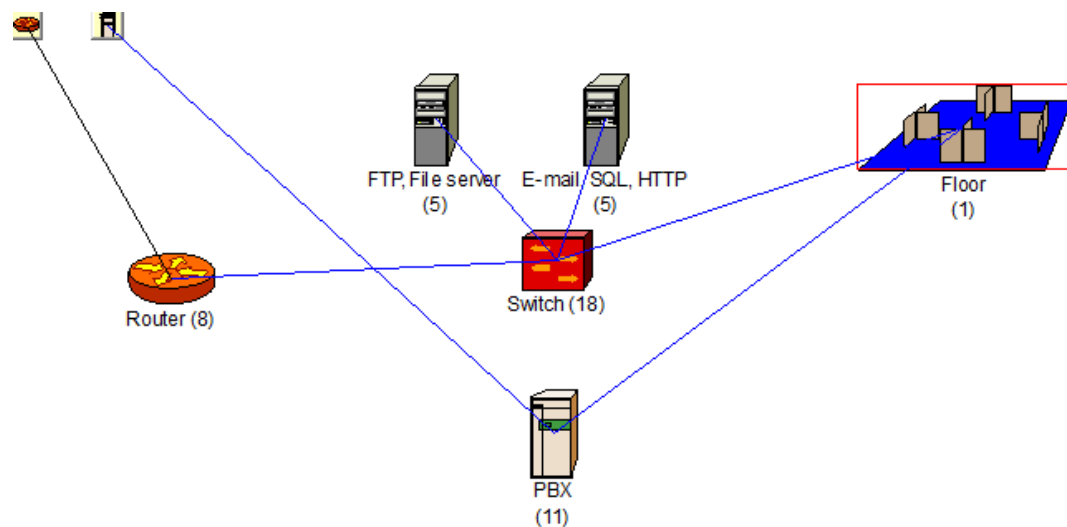 FTP, File server
(5)
E-mail, SQL, HTTP
(5)
Floor
(1)
Router (8)
Switch (18)
PBX
(11)